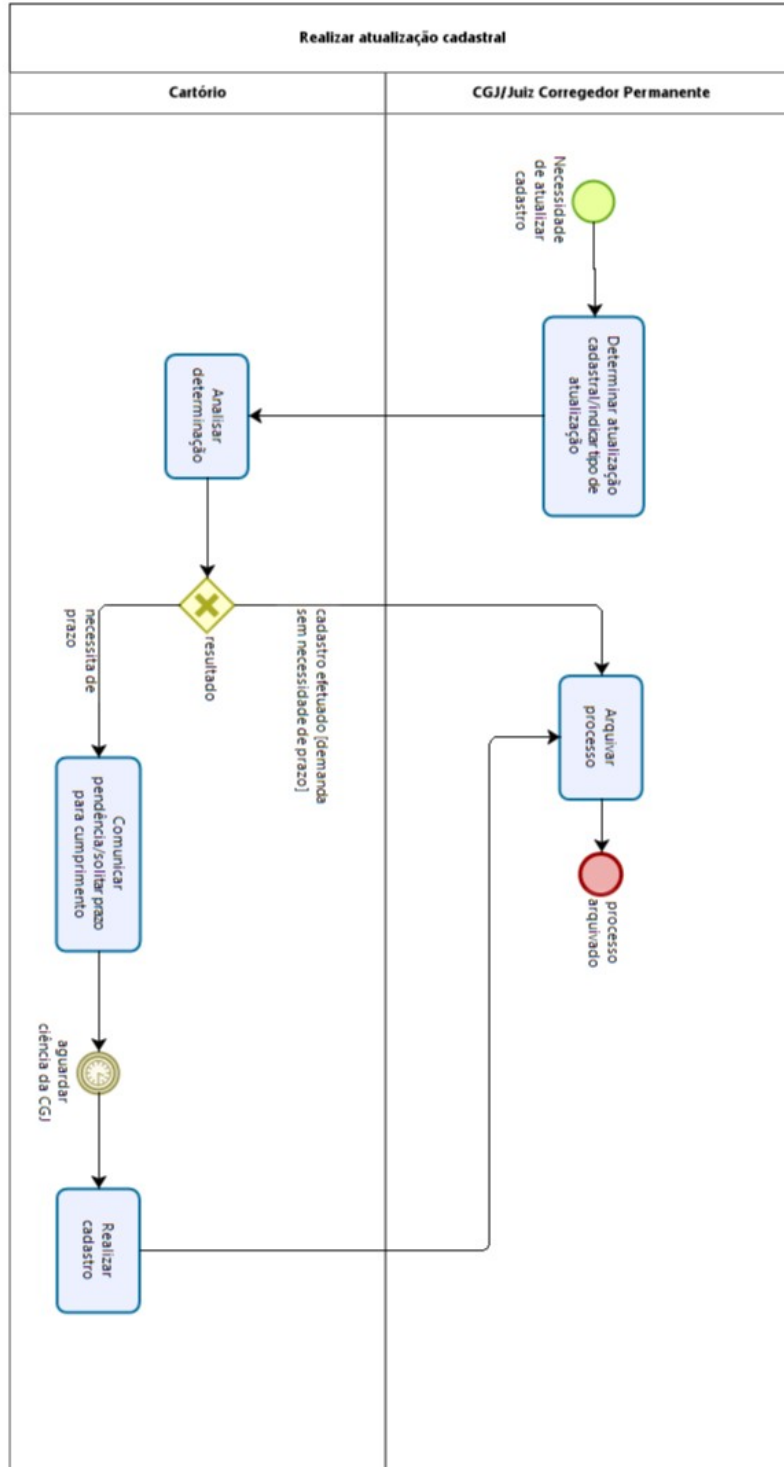 Realizar atualização cadastral
Cartório
CGJ/Juiz Corregedor Permanente
Necessidade
de atualizar
cadastro
Determinar atualização
cadastral/indicar tipo de
atualização
Analisar
determinação
resultado
cadastro efetuado [demanda
sem necessidade de prazo]
necessita de
prazo
Arquivar
processo
processo
arquivado
Comunicar
pendência/solitar prazo
para cumprimento
aguardar
ciência da CGJ
Realizar
cadastro